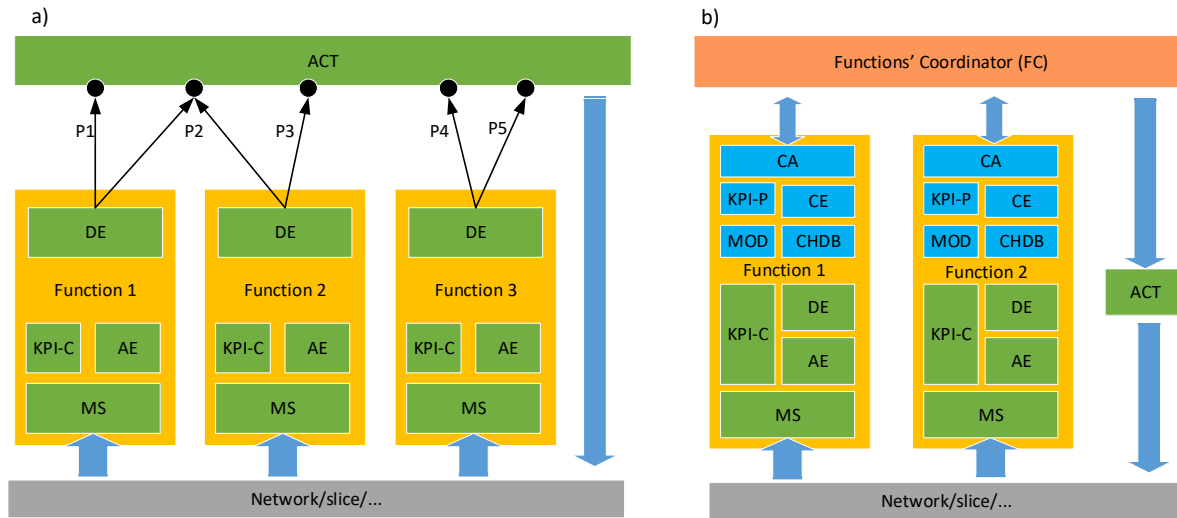 a)
ACT
P1
P2
P3
P4
P5
DE
DE
DE
Function 1
Function 2
Function 3
KPI-C
AE
KPI-C
AE
KPI-C
AE
MS
MS
MS
Network/slice/...
b)
Functions' Coordinator (FC)
CA
CA
KPI-P
CE
KPI-P
CE
MOD
CHDB
MOD
CHDB
Function 1
Function 2
KPI-C
DE
AE
KPI-C
DE
AE
ACT
MS
MS
Network/slice/...